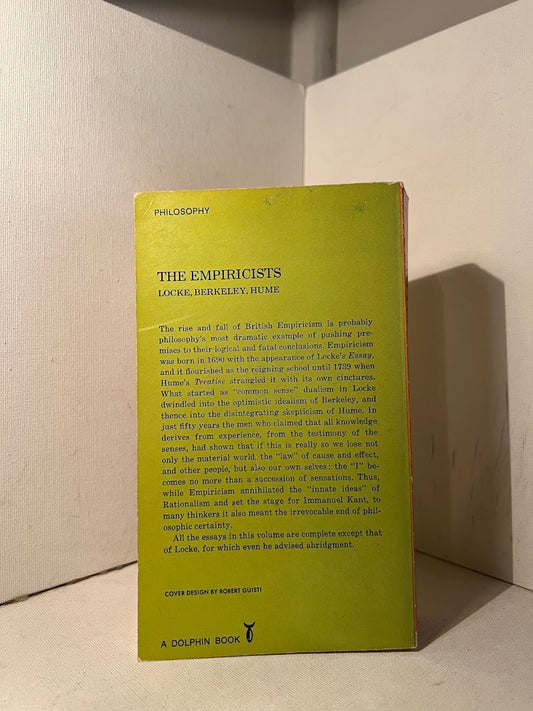 PHILOSOPHY
THE EMPIRICISTS
LOCKE, BERKELEY, HUME
The rise and fall of British Empiricism is probably
philosophy's most dramatic example of pushing pre-
mises to their logical and fatal conclusions. Empiricism
was born in 1690 with the appearance of Locke's Essay,
and it flourished as the reigning school until 1739 when
Hume's Treatise strangled it with its own cinctures.
What started as "common sense" dualism in Locke
dwindled into the optimistic idealism of Berkeley, and
thence into the disintegrating skepticism of Hume. In
just fifty years the men who claimed that all knowledge
derives from experience, from the testimony of the
senses, had shown that if this is really so we lose not
only the material world, the "law" of cause and effect,
and other people, but also our own selves: the "I" be-
comes no more than a succession of sensations. Thus,
while Empiricism annihilated the "innate ideas" of
Rationalism and set the stage for Immanuel Kant, to
many thinkers it also meant the irrevocable end of phil-
osophic certainty.
All the essays in this volume are complete except that
of Locke, for which even he advised abridgment.
COVER DESIGN BY ROBERT GUISTI
A DOLPHIN BOOK